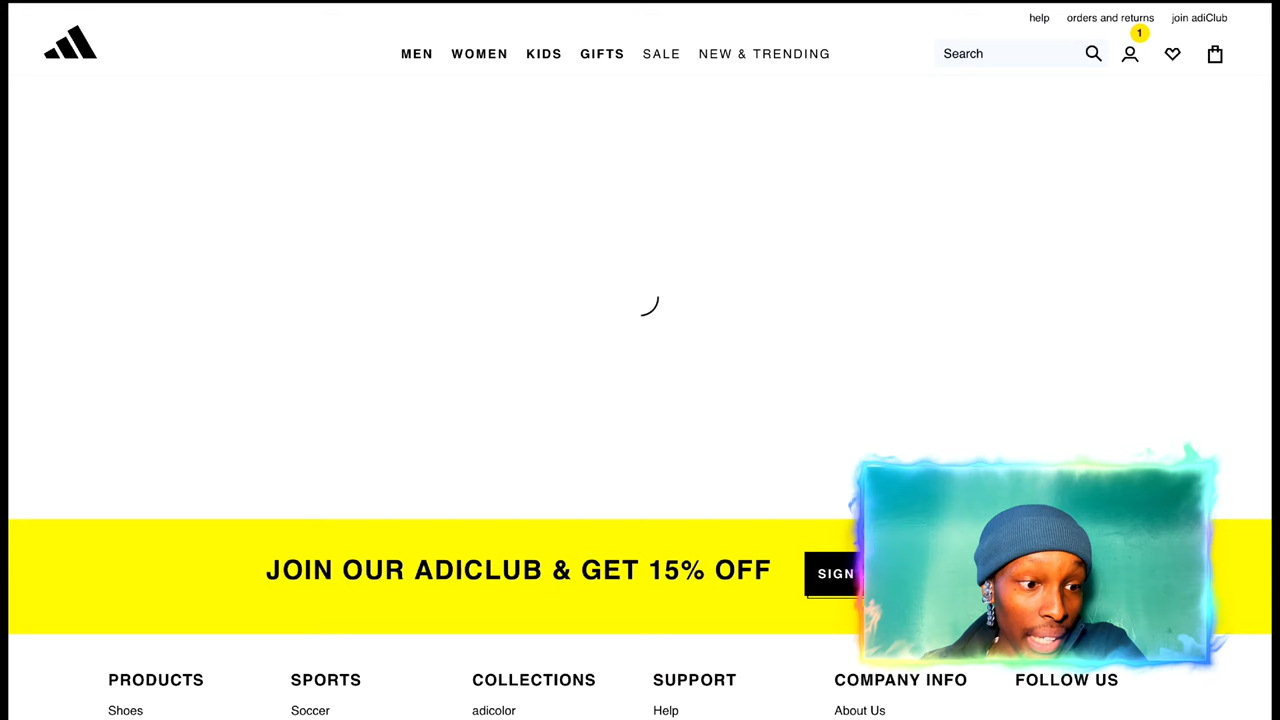 help orders and returns join adiClub
1
MEN WOMEN KIDS GIFTS SALE NEW & TRENDING Search
JOIN OUR ADICLUB & GET 15% OFF SIGN
PRODUCTS SPORTS COLLECTIONS SUPPORT COMPANY INFO FOLLOW US
Shoes Soccer adicolor Help About Us